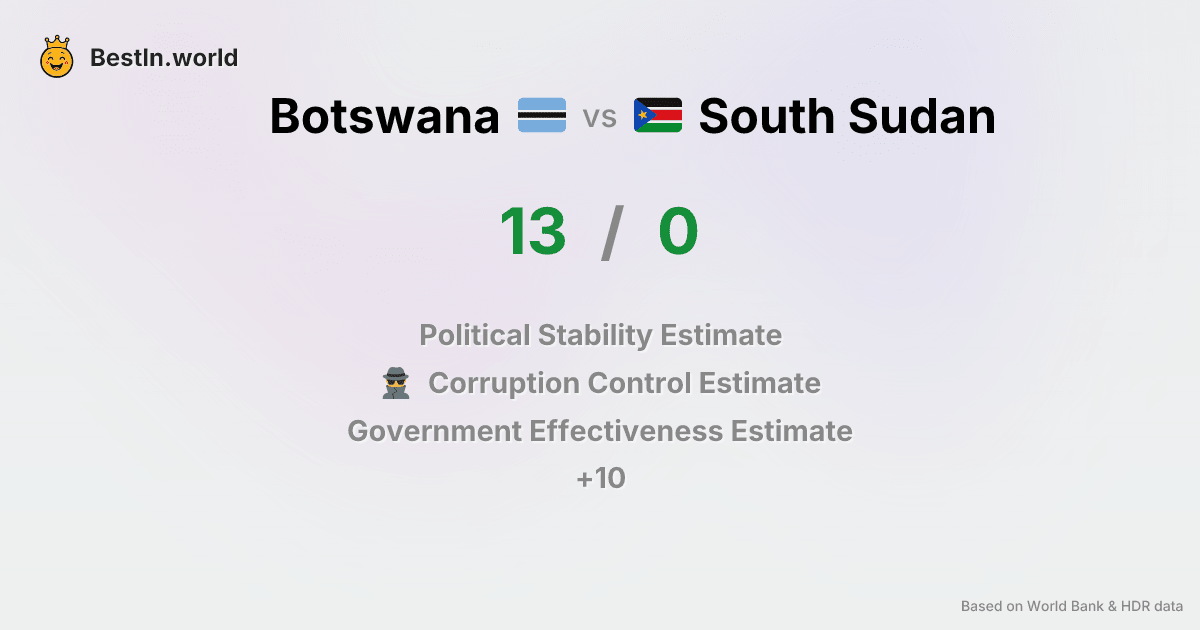 BestIn.world
Botswana vs South Sudan
13 / 0
Political Stability Estimate
Corruption Control Estimate
Government Effectiveness Estimate
+10
Based on World Bank & HDR data